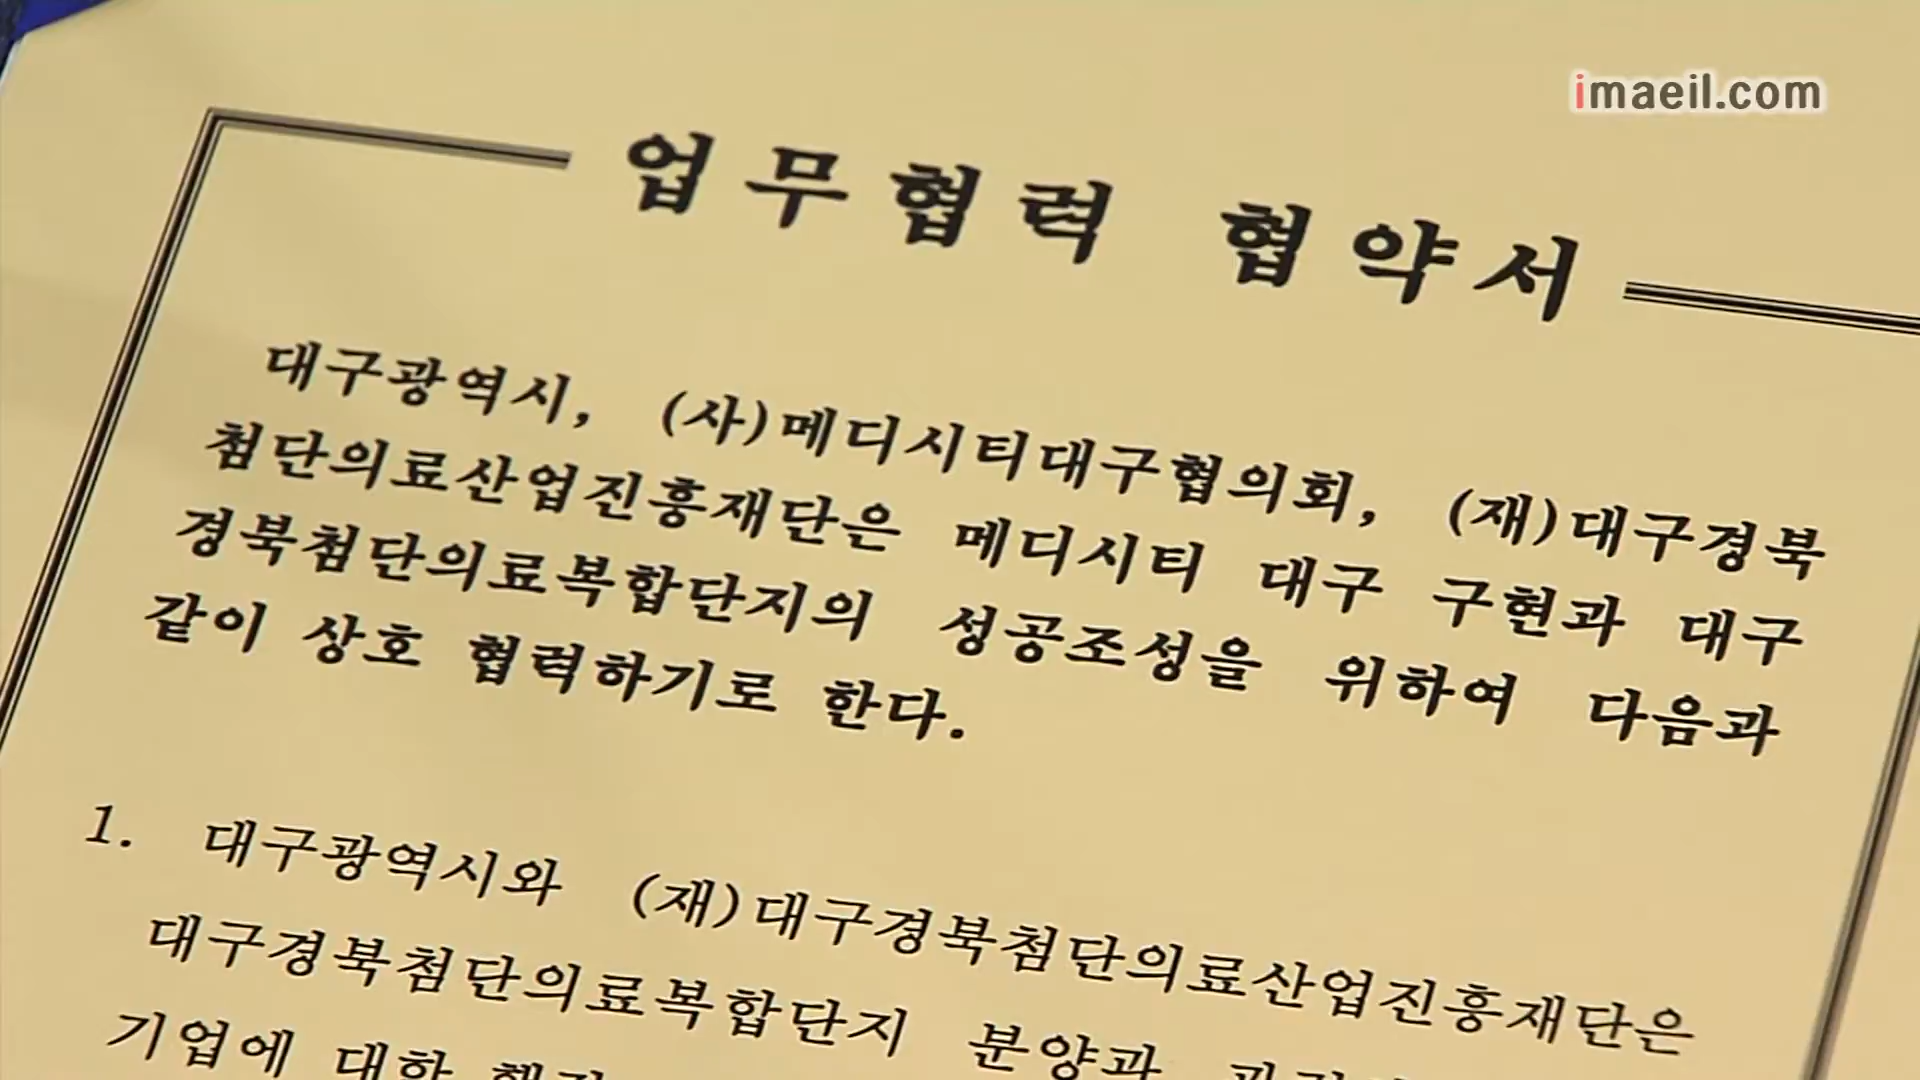 imaeil.com
업무협력 협약서
대구광역시, (사)메디시티대구협의회, (재)대구경북
첨단의료산업진흥재단은 메디시티 대구 구현과 대구
경북첨단의료복합단지의 성공조성을 위하여 다음과
같이 상호 협력하기로 한다.
1. 대구광역시와 (재)대구경북첨단의료산업진흥재단은
대구경북첨단의료복합단지 분양과
기업에 대한